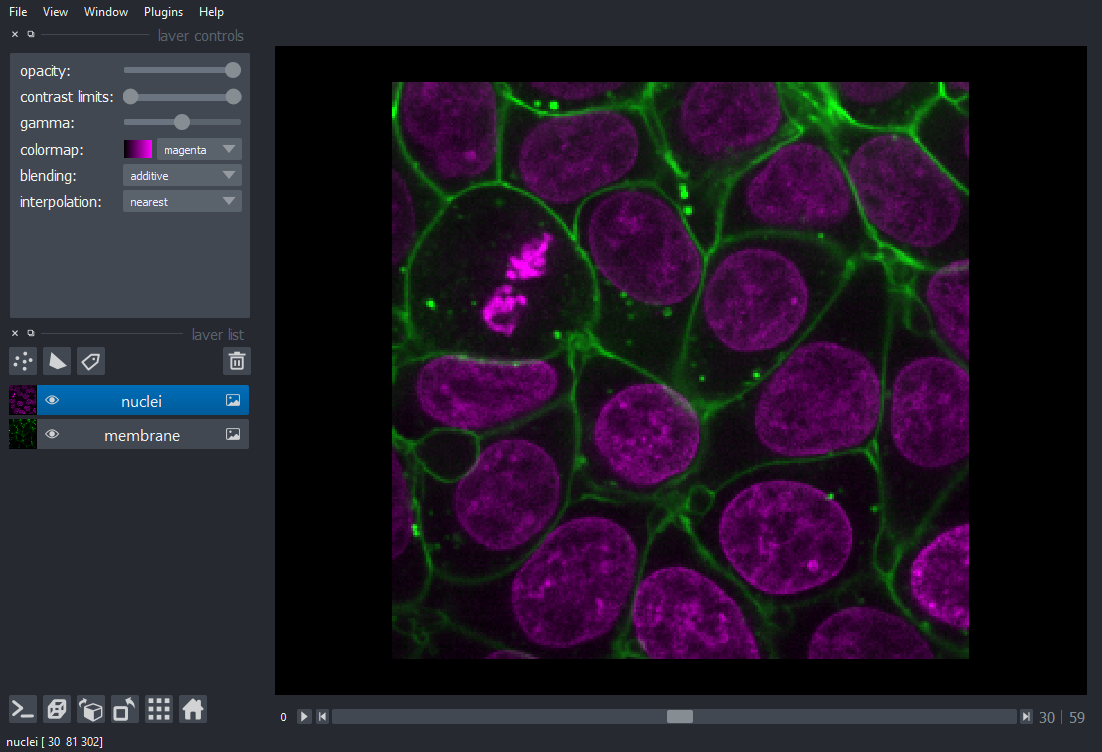 File View Window Plugins Help
layer controls
opacity:
contrast limits:
gamma:
colormap: magenta
blending: additive
interpolation: nearest
layer list
nuclei
membrane
0 30 59
nuclei [ 30 81 302]